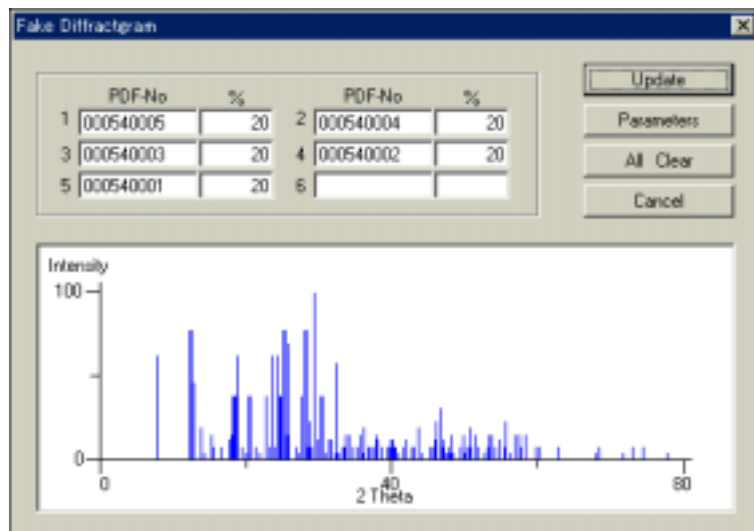 Fake Diffractgram
PDF-No % PDF-No %
1 000540005 20 2 000540004 20
3 000540003 20 4 000540002 20
5 000540001 20 6
Update
Parameters
All Clear
Cancel
Intensity
100
0
0 40 80
2 Theta